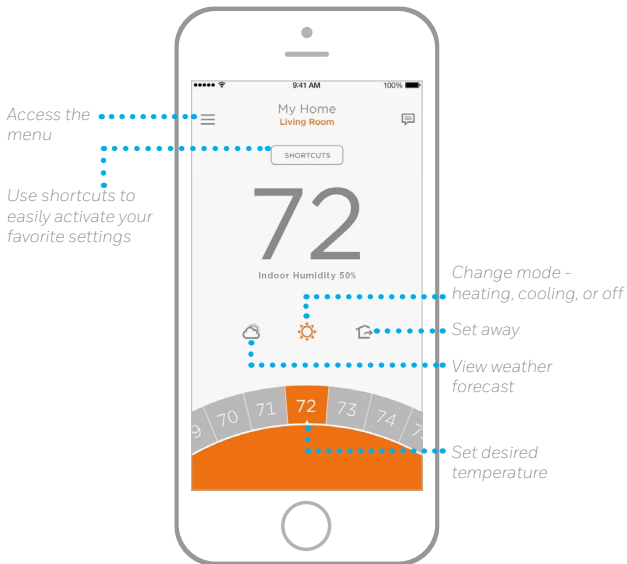 9:41 AM
100%
My Home
Living Room
SHORTCUTS
Access the
menu
Use shortcuts to
easily activate your
favorite settings
72
Indoor Humidity 50%
Change mode -
heating, cooling, or off
Set away
View weather
forecast
9 70 71 72 73 74 7
Set desired
temperature